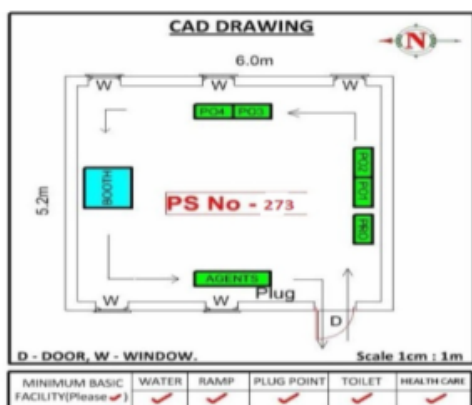 CAD DRAWING
N
6.0m
W W W
PO4 PO3
PO2
PO1
BOOTH
5.2m
PS No - 273
PRO
AGENTS
Plug
W W
D
D - DOOR, W - WINDOW. Scale 1cm : 1m
MINIMUM BASIC FACILITY(Please ✓) WATER RAMP PLUG POINT TOILET HEALTH CARE
✓ ✓ ✓ ✓ ✓